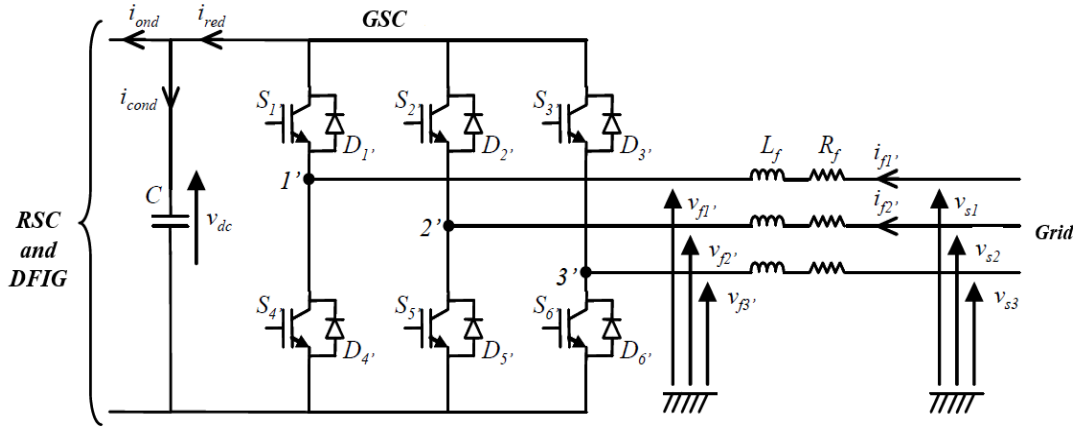 i_ond i_red GSC
i_cond
S_1' S_2' S_3'
D_1' D_2' D_3'
L_f R_f i_f1'
1'
C v_dc v_f1' i_f2' v_s1
RSC
and
DFIG
2' Grid
v_f2' v_s2
3'
v_f3' v_s3
S_4' S_5' S_6'
D_4' D_5' D_6'